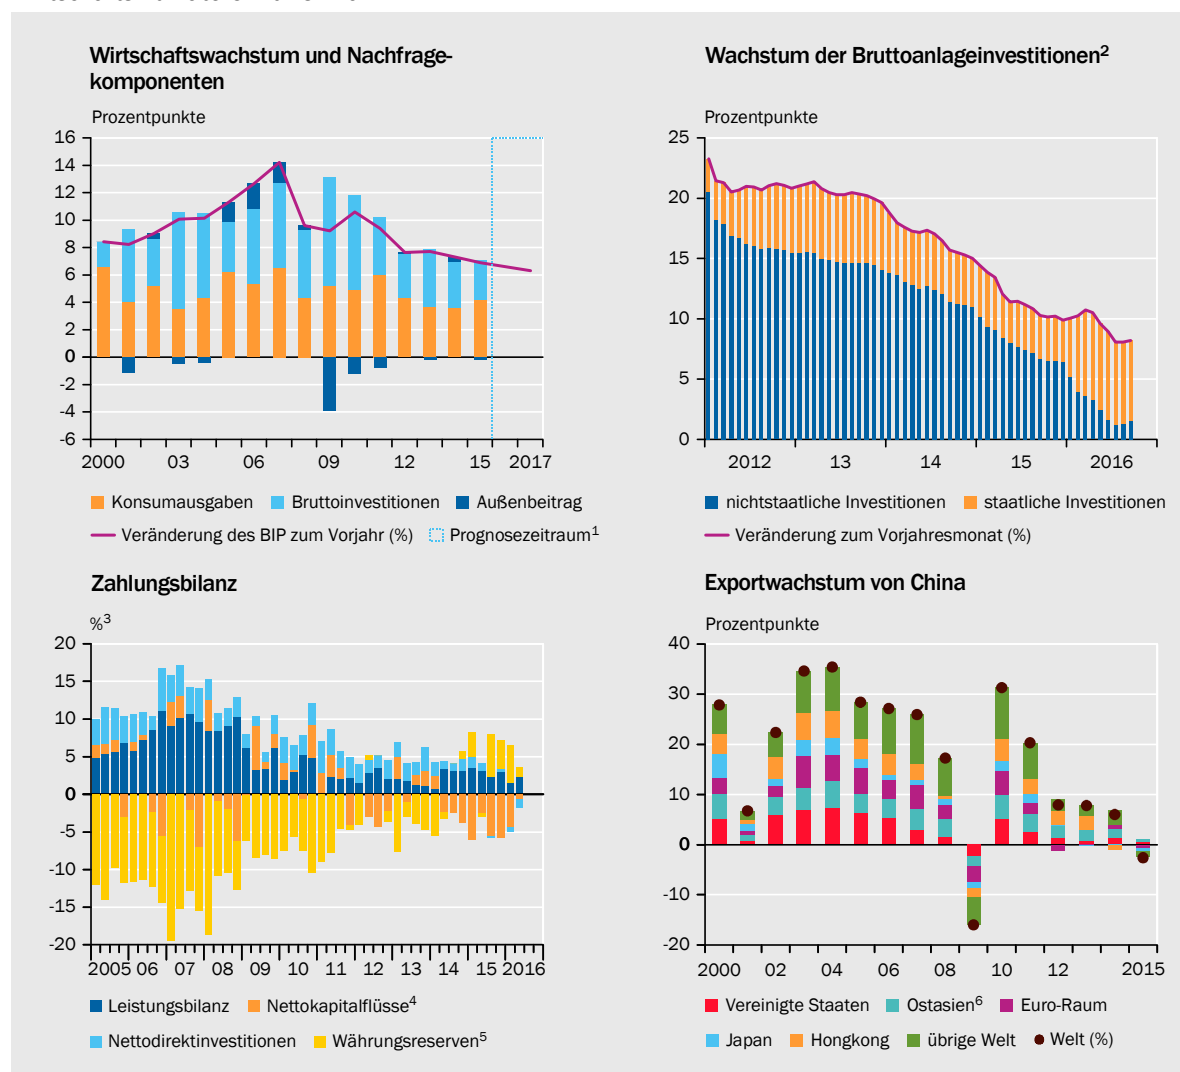 Wirtschaftswachstum und Nachfrage-
komponenten
Prozentpunkte
16
14
12
10
8
6
4
2
0
-2
-4
-6
2000 03 06 09 12 15 2017
Konsumausgaben Bruttoinvestitionen Außenbeitrag
Veränderung des BIP zum Vorjahr (%) Prognosezeitraum1
Wachstum der Bruttoanlageinvestitionen2
Prozentpunkte
25
20
15
10
5
0
2012 13 14 15 2016
nichtstaatliche Investitionen staatliche Investitionen
Veränderung zum Vorjahresmonat (%)
Zahlungsbilanz
%3
20
15
10
5
0
-5
-10
-15
-20
2005 06 07 08 09 10 11 12 13 14 15 2016
Leistungsbilanz Nettokapitalflüsse4
Nettodirektinvestitionen Währungsreserven5
Exportwachstum von China
Prozentpunkte
40
30
20
10
0
-10
-20
2000 02 04 06 08 10 12 2015
Vereinigte Staaten Ostasien6 Euro-Raum
Japan Hongkong übrige Welt Welt (%)